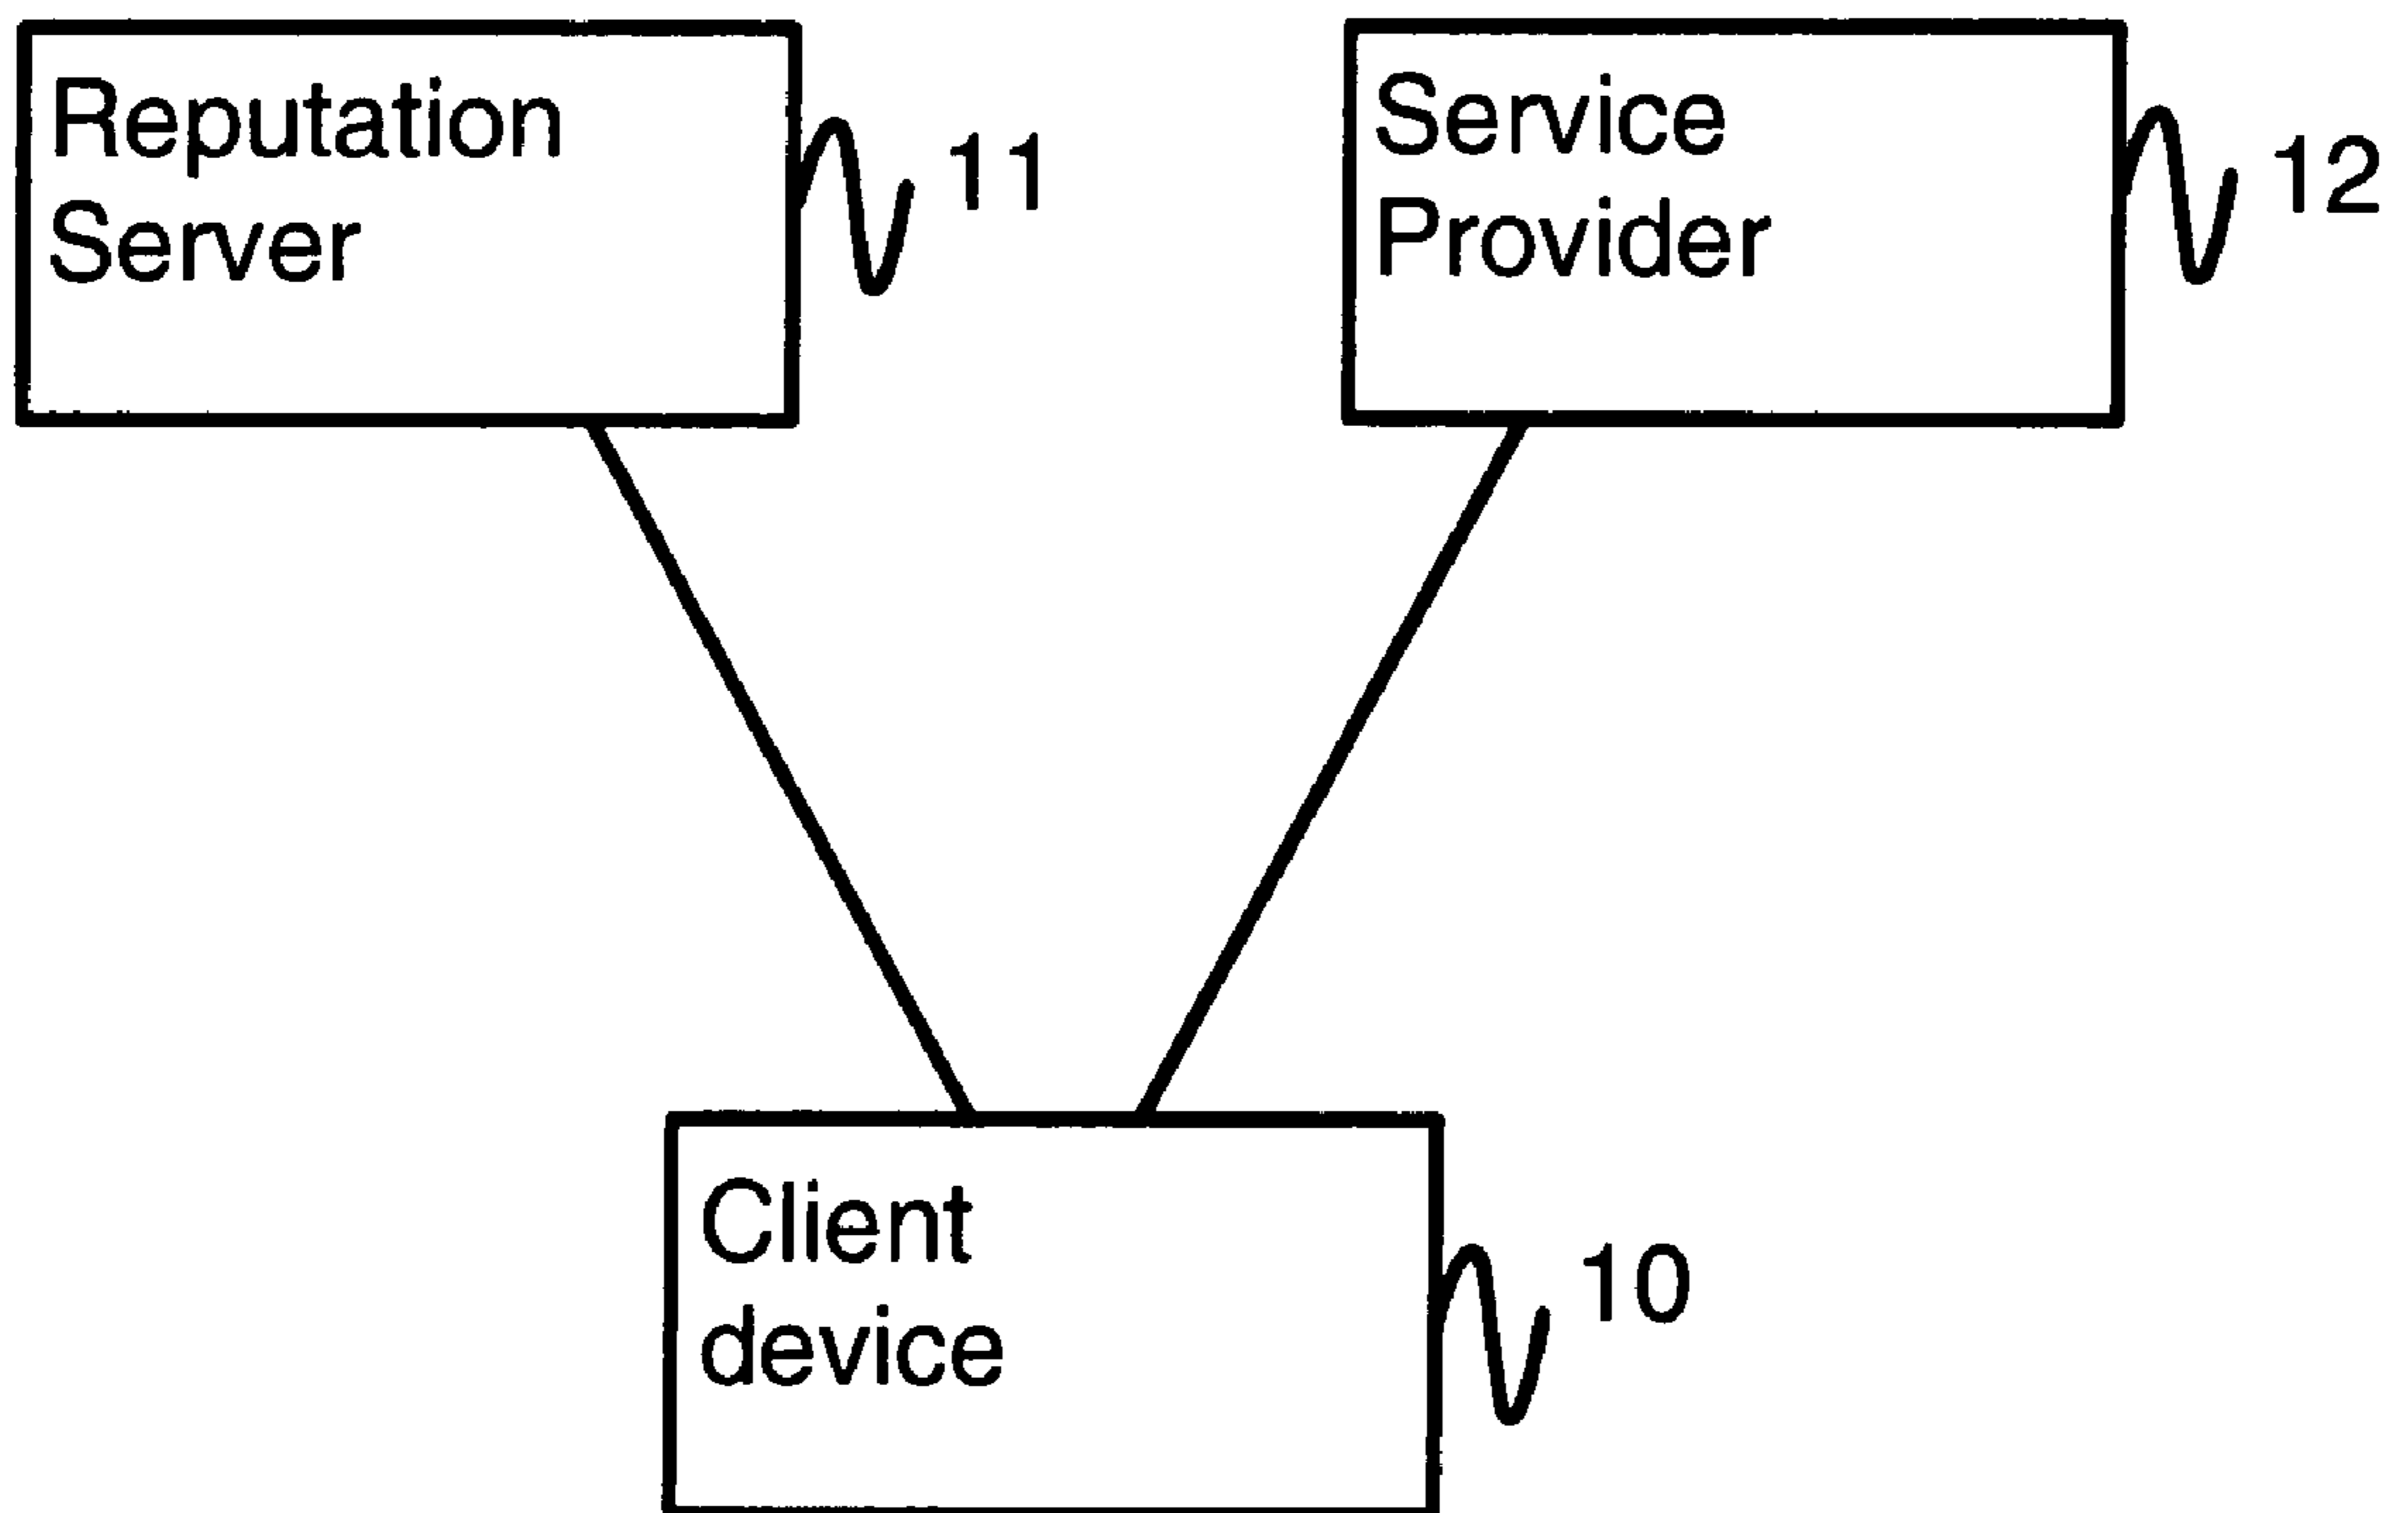 Reputation
Server
11
Service
Provider
12
Client
device
10